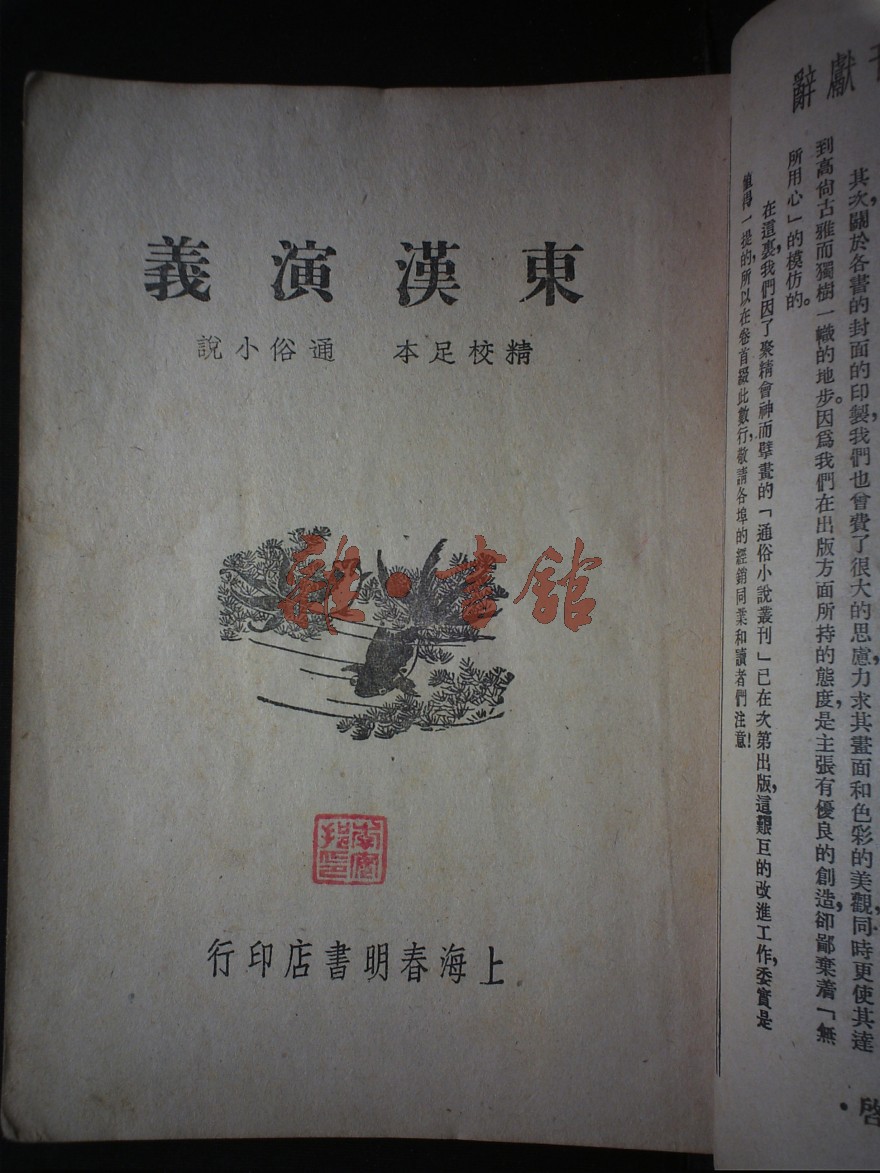 東漢演義
精校足本 通俗小說
雜·書館
上海春明書店印行
獻辭
其次,關於各書的封面的印製,我們也曾費了很大的思慮,力求其畫面和色彩的美觀,同時更使其達
到高尙古雅而獨樹一幟的地步。因爲我們在出版方面所持的態度,是主張有優良的創造,卻鄙棄着「無
所用心」的模仿的。
在這裏,我們因了聚精會神而擘畫的「通俗小說叢刊」已在次第出版,這艱巨的改進工作,委實是
值得一提的,所以在卷首綴此數行,敬請各埠的經銷同業和讀者們注意!
啓